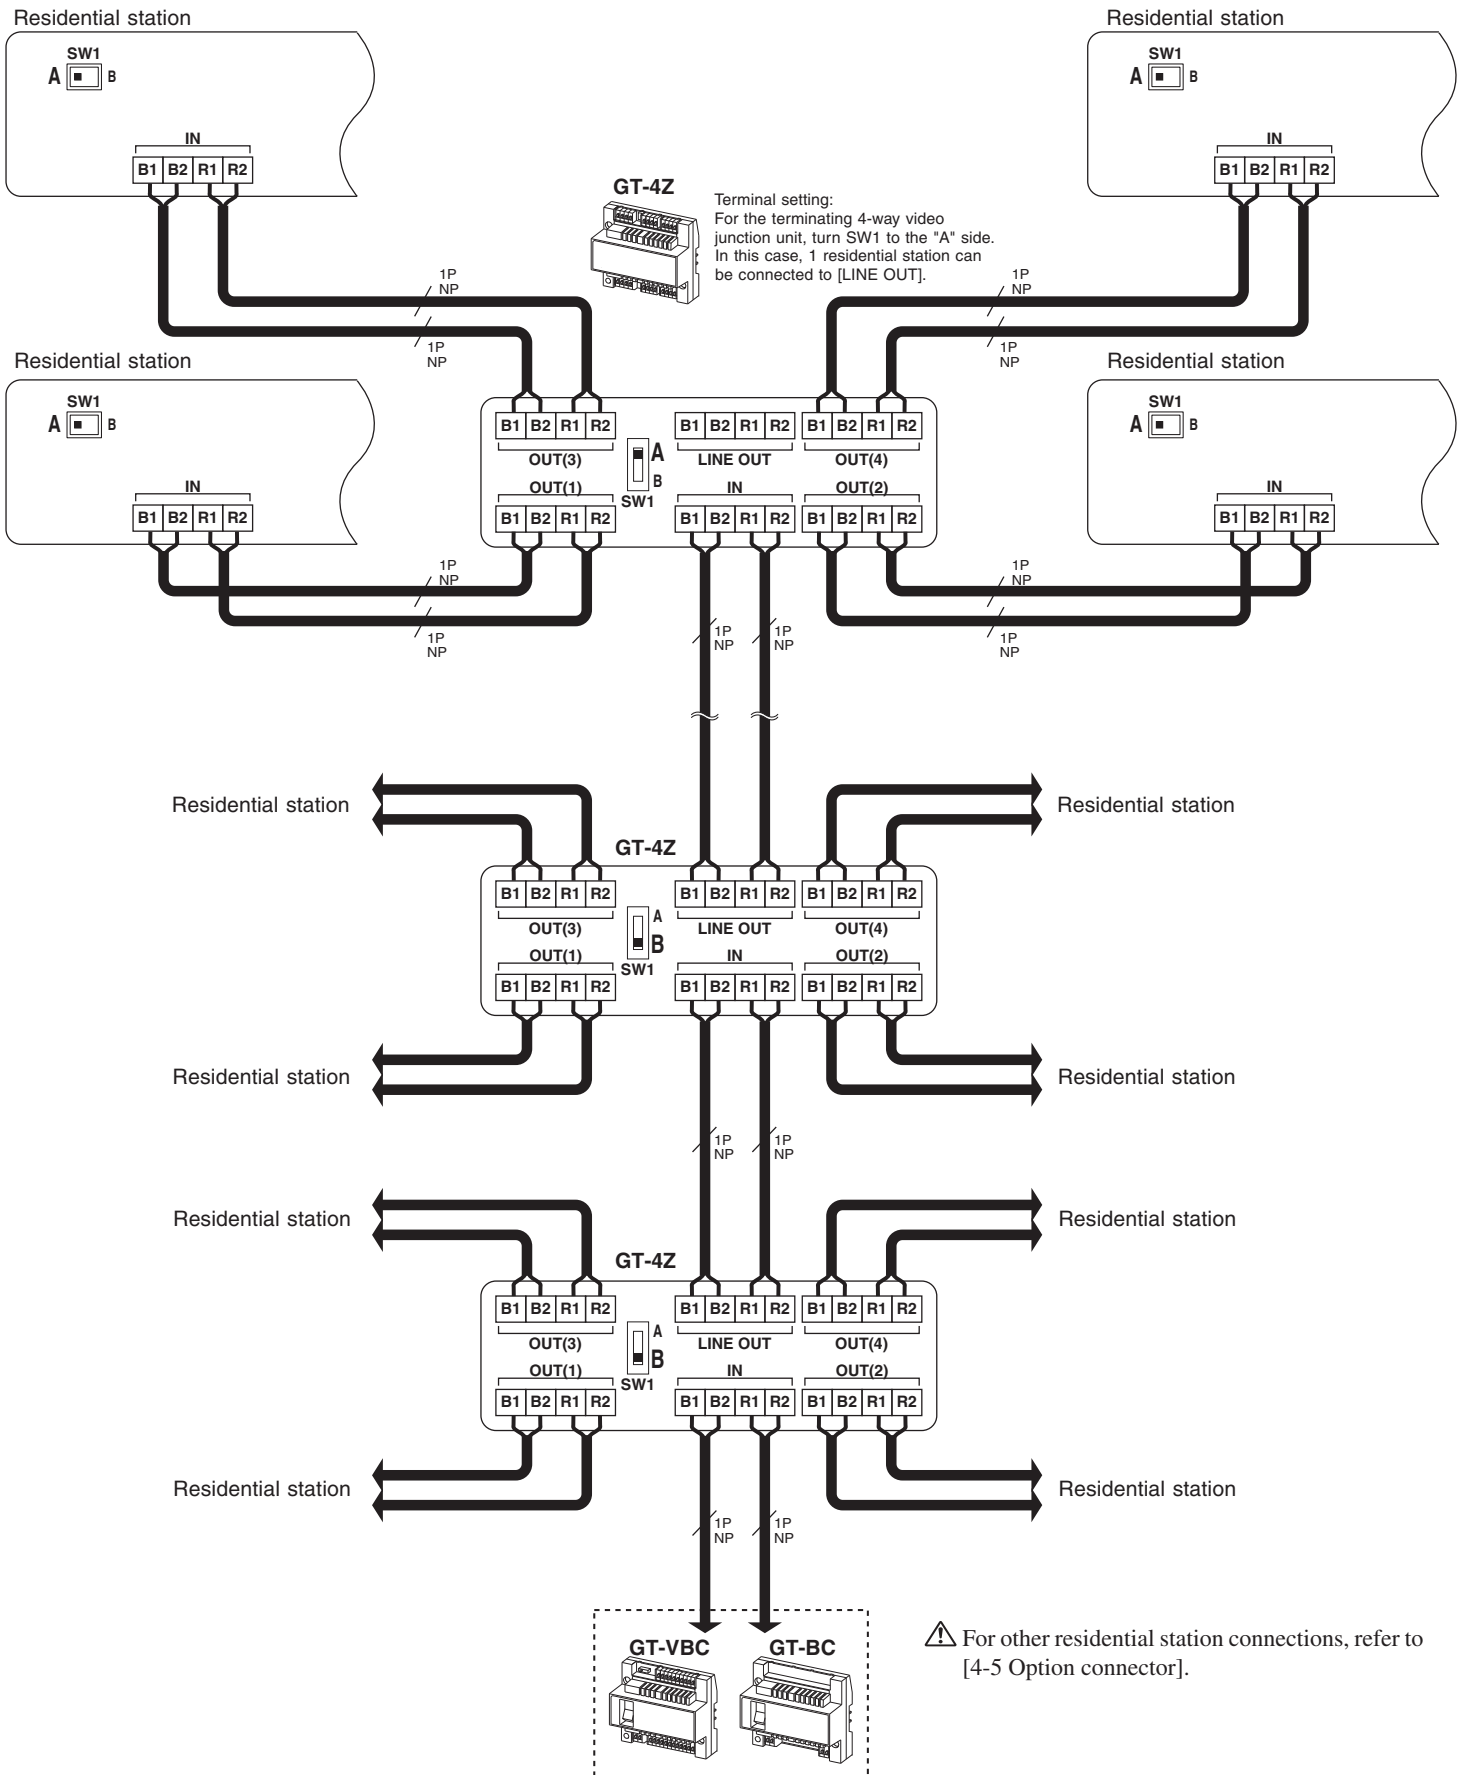 Residential station
SW1
A B
IN
B1 B2 R1 R2
Residential station
SW1
A B
IN
B1 B2 R1 R2
GT-4Z
Terminal setting:
For the terminating 4-way video
junction unit, turn SW1 to the "A" side.
In this case, 1 residential station can
be connected to [LINE OUT].
1P
NP
1P
NP
1P
NP
1P
NP
Residential station
SW1
A B
IN
B1 B2 R1 R2
Residential station
SW1
A B
IN
B1 B2 R1 R2
B1 B2 R1 R2 B1 B2 R1 R2 B1 B2 R1 R2
OUT(3) A LINE OUT OUT(4)
OUT(1) B IN OUT(2)
SW1
B1 B2 R1 R2 B1 B2 R1 R2 B1 B2 R1 R2
1P
NP
1P
NP
1P
NP
1P
NP
1P
NP
1P
NP
Residential station
Residential station
GT-4Z
B1 B2 R1 R2 B1 B2 R1 R2 B1 B2 R1 R2
OUT(3) A LINE OUT OUT(4)
OUT(1) B IN OUT(2)
SW1
B1 B2 R1 R2 B1 B2 R1 R2 B1 B2 R1 R2
Residential station
Residential station
1P
NP
1P
NP
Residential station
Residential station
GT-4Z
B1 B2 R1 R2 B1 B2 R1 R2 B1 B2 R1 R2
OUT(3) A LINE OUT OUT(4)
OUT(1) B IN OUT(2)
SW1
B1 B2 R1 R2 B1 B2 R1 R2 B1 B2 R1 R2
Residential station
Residential station
1P
NP
1P
NP
GT-VBC
GT-BC
For other residential station connections, refer to
[4-5 Option connector].